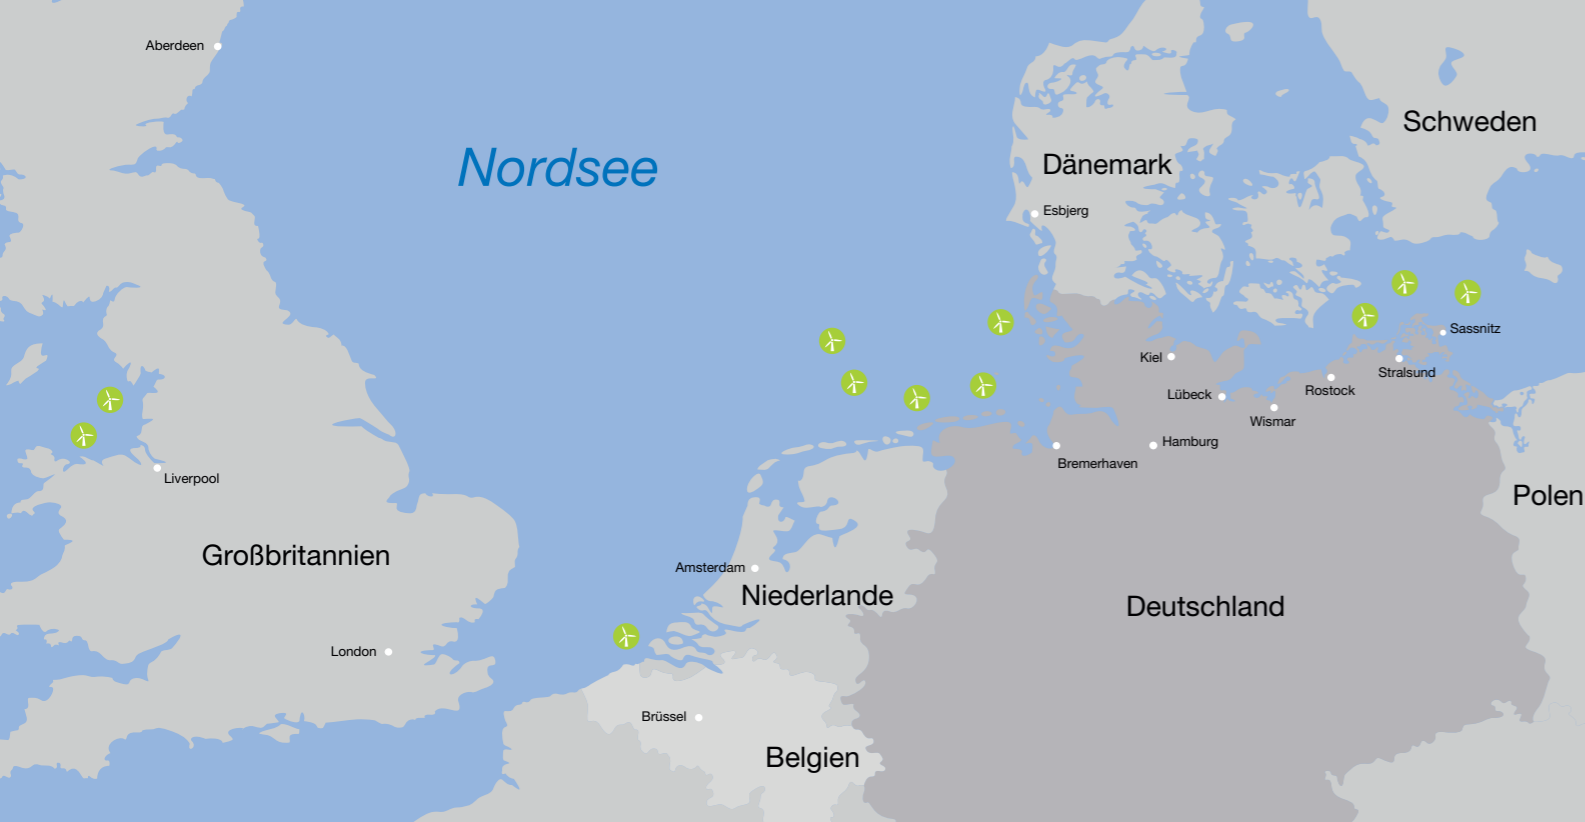 Aberdeen
Schweden
Nordsee
Dänemark
Esbjerg
Sassnitz
Kiel
Stralsund
Rostock
Lübeck
Wismar
Hamburg
Bremerhaven
Liverpool
Polen
Großbritannien
Amsterdam
Niederlande
Deutschland
London
Brüssel
Belgien